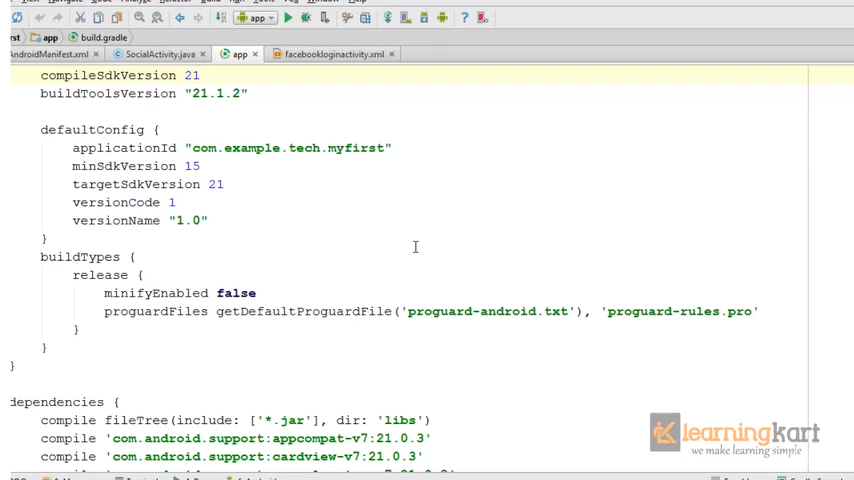 app build.gradle
AndroidManifest.xml SocialActivity.java app facebookloginactivity.xml
compileSdkVersion 21
buildToolsVersion "21.1.2"
defaultConfig {
applicationId "com.example.tech.myfirst"
minSdkVersion 15
targetSdkVersion 21
versionCode 1
versionName "1.0"
}
buildTypes {
release {
minifyEnabled false
proguardFiles getDefaultProguardFile('proguard-android.txt'), 'proguard-rules.pro'
}
}
}
dependencies {
compile fileTree(include: ['*.jar'], dir: 'libs')
compile 'com.android.support:appcompat-v7:21.0.3'
compile 'com.android.support:cardview-v7:21.0.3'
learningkart
we make learning simple